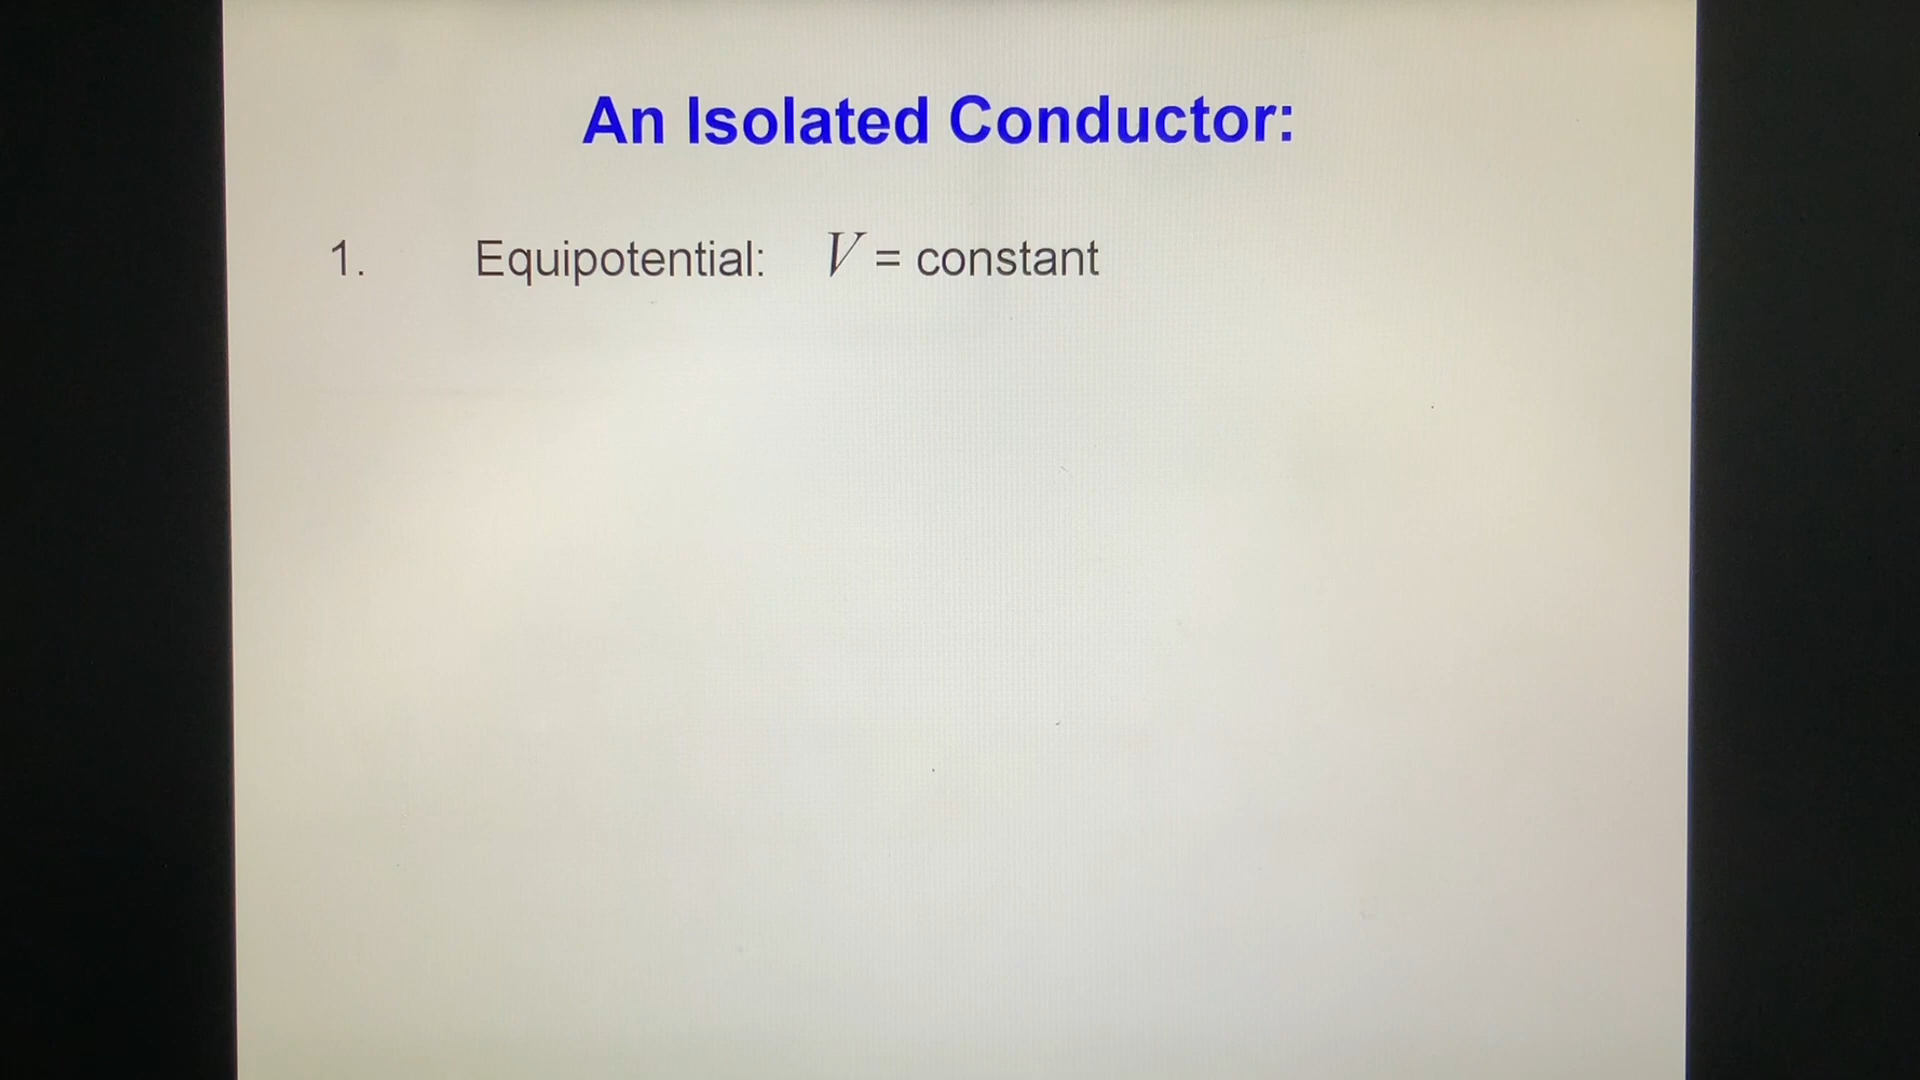 An Isolated Conductor:
1. Equipotential: V = constant